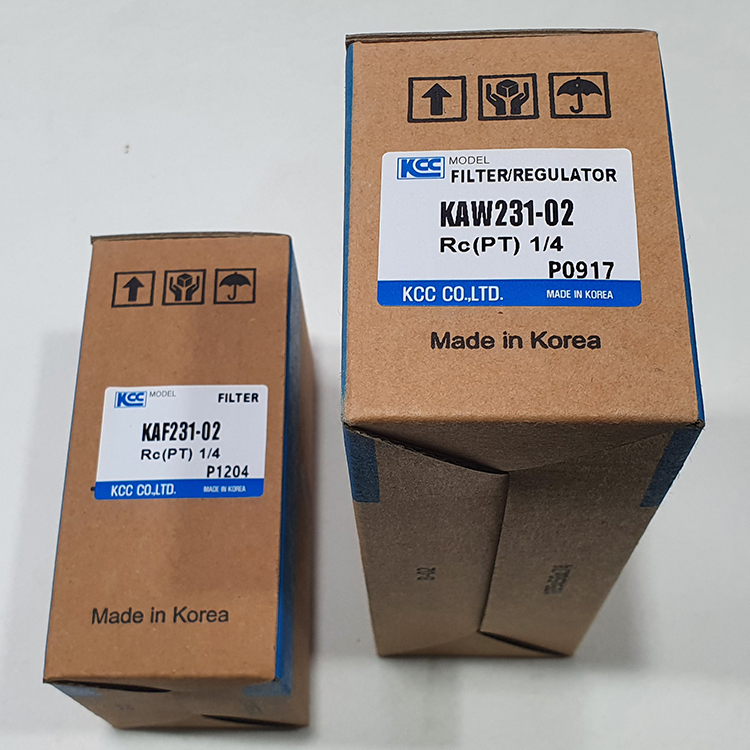 KCC MODEL
FILTER/REGULATOR
KAW231-02
Rc(PT) 1/4
P0917
KCC CO.,LTD. MADE IN KOREA
Made in Korea
KCC MODEL FILTER
KAF231-02
Rc(PT) 1/4
P1204
KCC CO.,LTD. MADE IN KOREA
Made in Korea